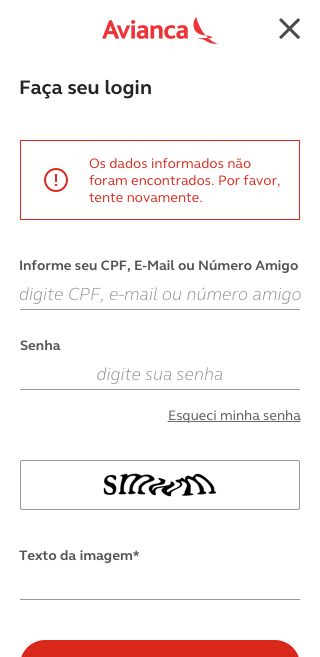 Avianca
Faça seu login
Os dados informados não
foram encontrados. Por favor,
tente novamente.
Informe seu CPF, E-Mail ou Número Amigo
digite CPF, e-mail ou número amigo
Senha
digite sua senha
Esqueci minha senha
Texto da imagem*